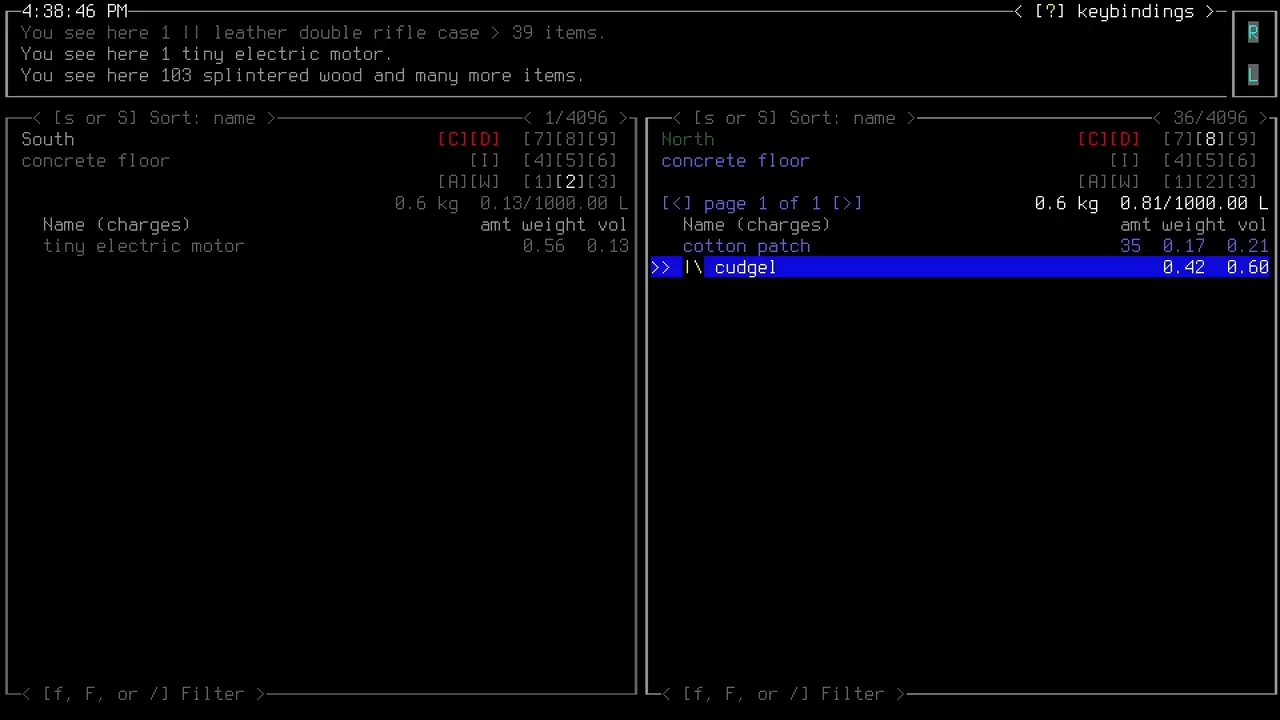 4:38:46 PM < [?] keybindings >
You see here 1 || leather double rifle case > 39 items. R
You see here 1 tiny electric motor.
You see here 103 splintered wood and many more items. L
< [s or S] Sort: name > < 1/4096 >
South [C][D] [7][8][9]
concrete floor [I] [4][5][6]
[A][W] [1][2][3]
0.6 kg 0.13/1000.00 L
Name (charges) amt weight vol
tiny electric motor 0.56 0.13
< [f, F, or /] Filter >
< [s or S] Sort: name > < 36/4096 >
North [C][D] [7][8][9]
concrete floor [I] [4][5][6]
[A][W] [1][2][3]
[<] page 1 of 1 [>] 0.6 kg 0.81/1000.00 L
Name (charges) amt weight vol
cotton patch 35 0.17 0.21
>> |\ cudgel 0.42 0.60
< [f, F, or /] Filter >